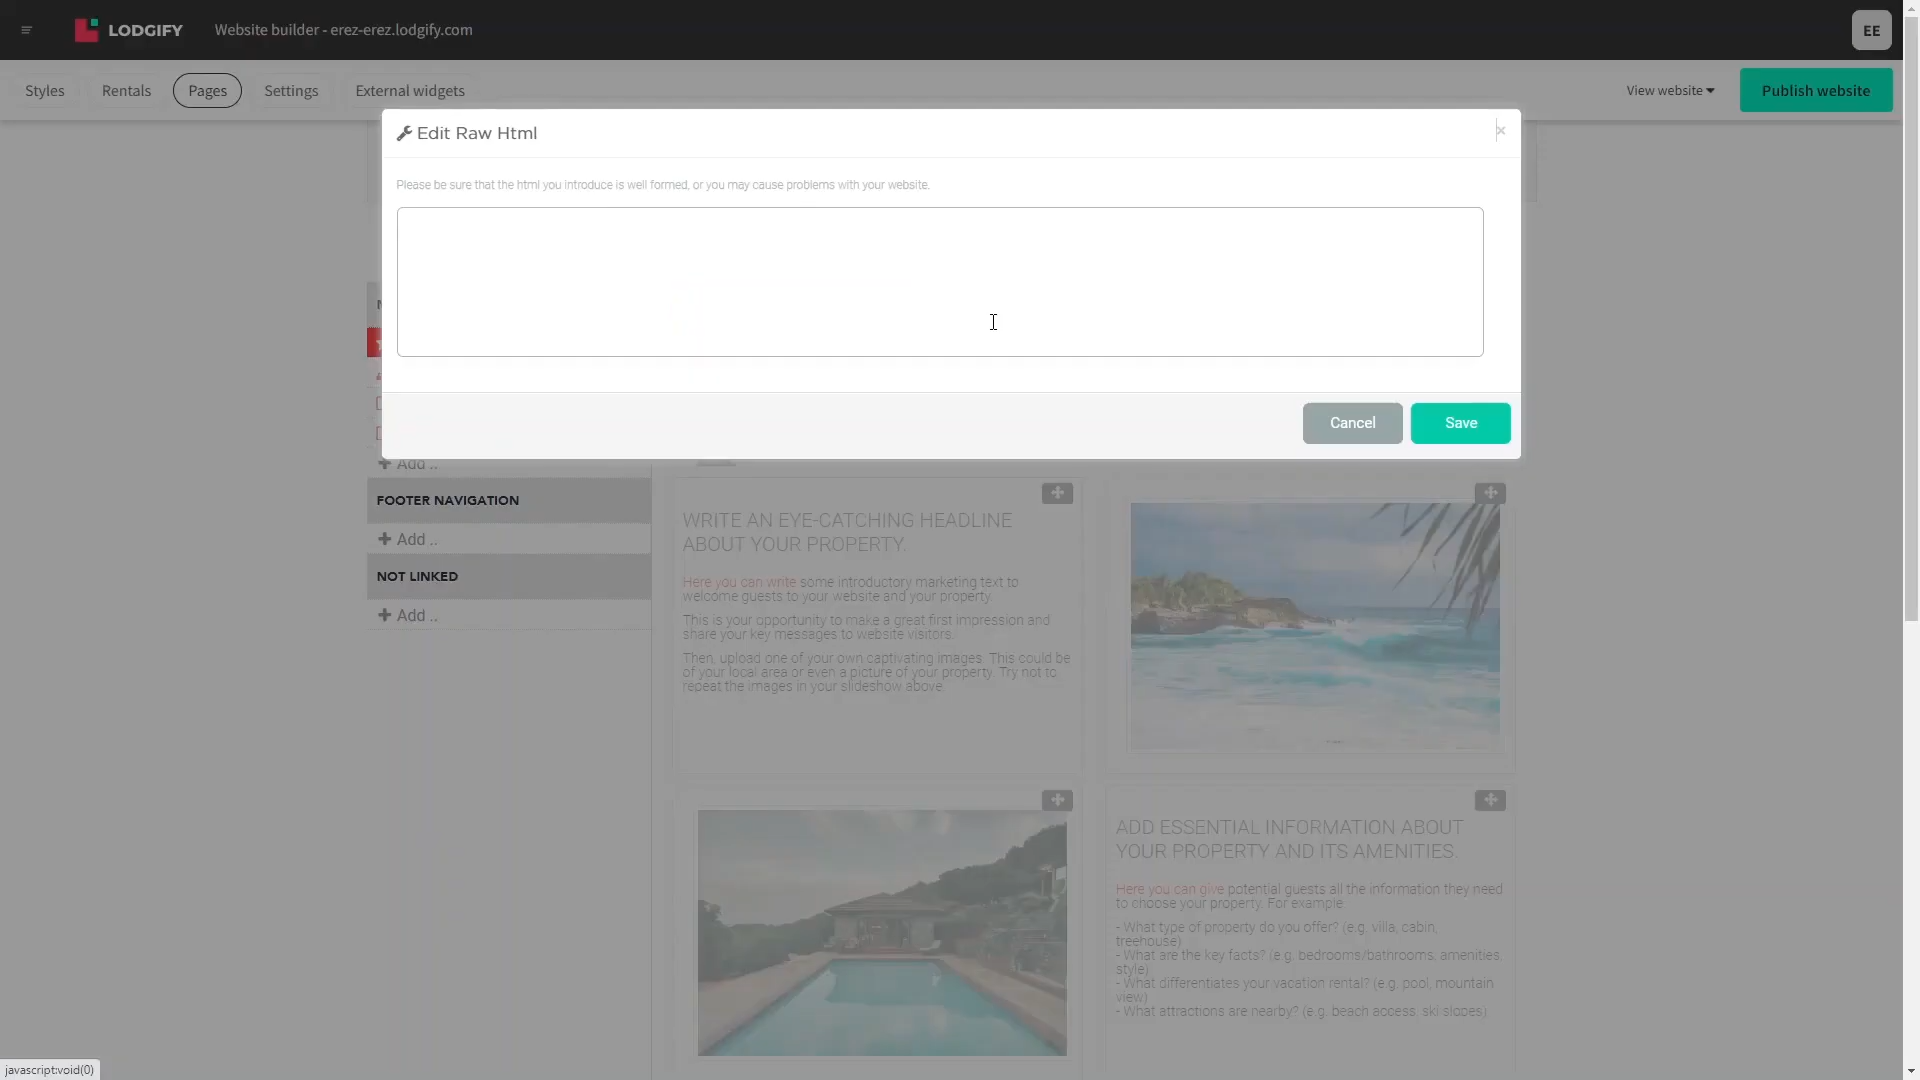 LODGIFY
Website builder - erez-erez.lodgify.com
EE
Styles
Rentals
Pages
Settings
External widgets
View website
Publish website
Edit Raw Html
×
Please be sure that the html you introduce is well formed, or you may cause problems with your website.
Cancel
Save
Add ..
FOOTER NAVIGATION
Add ..
NOT LINKED
Add ..
WRITE AN EYE-CATCHING HEADLINE
ABOUT YOUR PROPERTY.
Here you can write some introductory marketing text to
welcome guests to your website and your property.
This is your opportunity to make a great first impression and
share your key messages to website visitors.
Then, upload one of your own captivating images. This could be
of your local area or even a picture of your property. Try not to
repeat the images in your slideshow above.
ADD ESSENTIAL INFORMATION ABOUT
YOUR PROPERTY AND ITS AMENITIES.
Here you can give potential guests all the information they need
to choose your property. For example:
- What type of property do you offer? (e.g. villa, cabin,
treehouse)
- What are the key facts? (e.g. bedrooms/bathrooms, amenities,
style)
- What differentiates your vacation rental? (e.g. pool, mountain
view)
- What attractions are nearby? (e.g. beach access, ski slopes)
javascript:void(0)